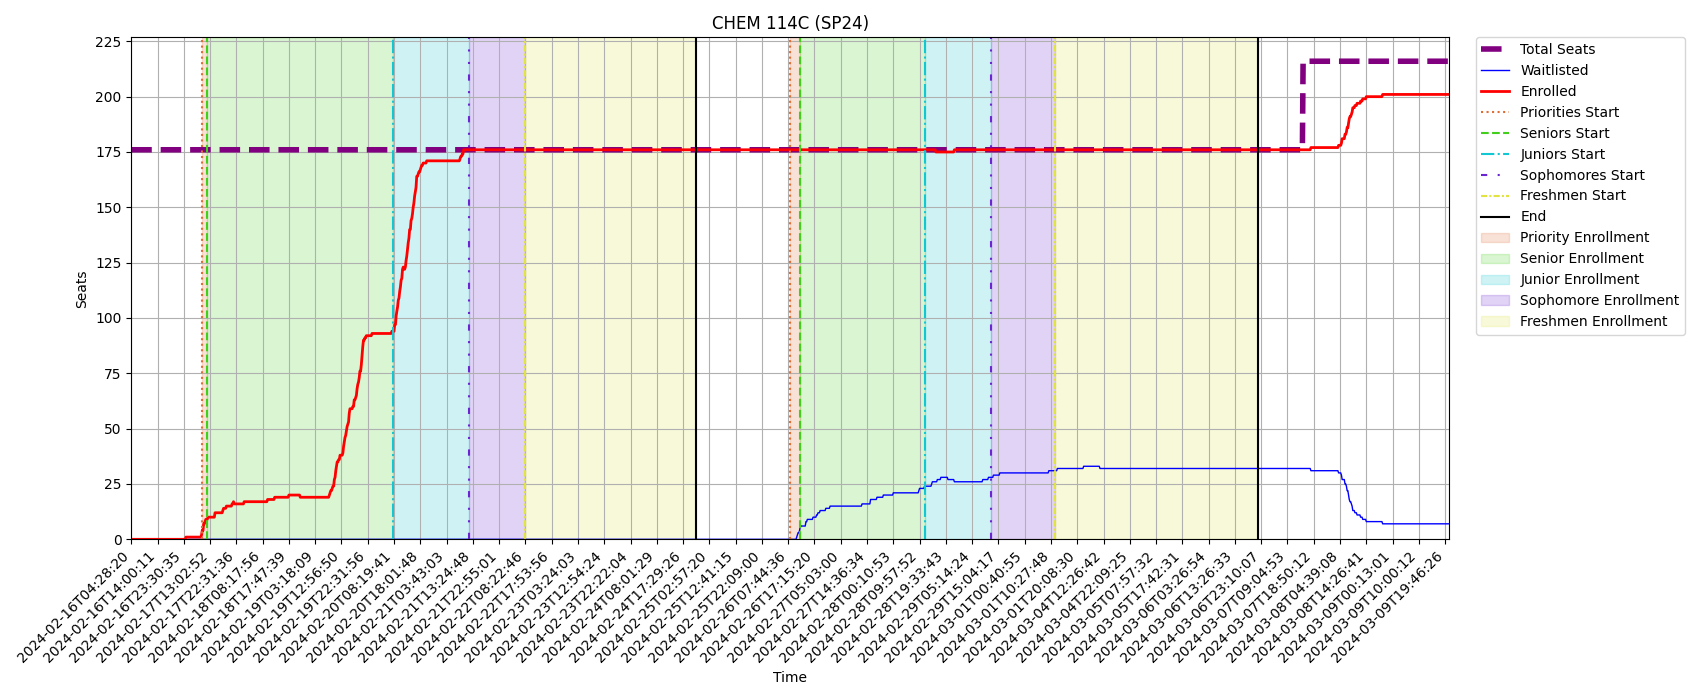 CHEM 114C (SP24)
Seats
225
200
175
150
125
100
75
50
25
0
2024-02-16T04:28:20
2024-02-16T14:00:11
2024-02-16T23:30:35
2024-02-17T13:02:52
2024-02-17T22:31:36
2024-02-18T08:17:56
2024-02-18T17:47:39
2024-02-19T03:18:09
2024-02-19T12:56:50
2024-02-19T22:31:56
2024-02-20T08:19:41
2024-02-20T18:01:48
2024-02-21T03:43:03
2024-02-21T13:24:48
2024-02-21T22:55:01
2024-02-22T08:22:46
2024-02-22T17:53:56
2024-02-23T03:24:03
2024-02-23T12:54:24
2024-02-23T22:22:04
2024-02-24T08:01:29
2024-02-24T17:29:26
2024-02-25T02:57:20
2024-02-25T12:41:15
2024-02-25T22:09:00
2024-02-26T07:44:36
2024-02-26T17:15:20
2024-02-27T05:03:00
2024-02-27T14:36:34
2024-02-28T00:10:53
2024-02-28T09:57:52
2024-02-28T19:33:43
2024-02-29T05:14:24
2024-02-29T15:04:17
2024-03-01T00:40:55
2024-03-01T10:27:48
2024-03-01T20:08:30
2024-03-04T12:26:42
2024-03-04T22:09:25
2024-03-05T07:57:32
2024-03-05T17:42:31
2024-03-06T03:26:54
2024-03-06T13:26:33
2024-03-06T23:10:07
2024-03-07T09:04:53
2024-03-07T18:50:12
2024-03-08T04:39:08
2024-03-08T14:26:41
2024-03-09T00:13:01
2024-03-09T10:00:12
2024-03-09T19:46:26
Time
Total Seats
Waitlisted
Enrolled
Priorities Start
Seniors Start
Juniors Start
Sophomores Start
Freshmen Start
End
Priority Enrollment
Senior Enrollment
Junior Enrollment
Sophomore Enrollment
Freshmen Enrollment